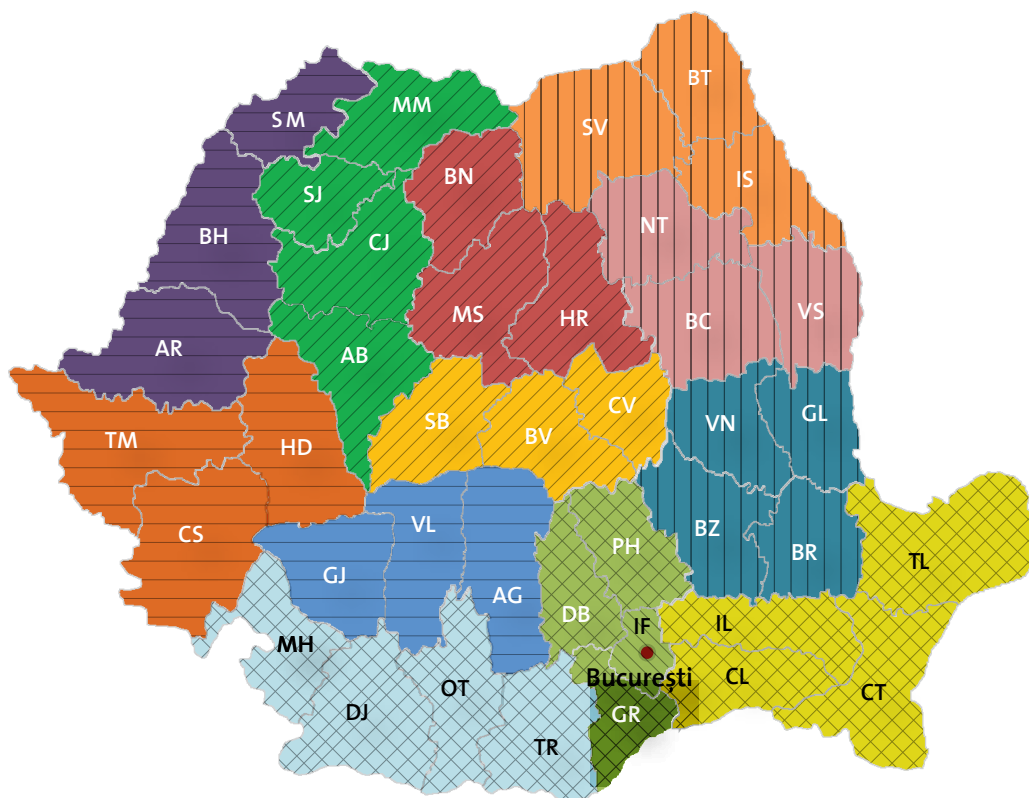 BT
MM
SM
SV
BN
IS
SJ
NT
BH
CJ
MS
HR
BC
VS
AR
AB
CV
GL
SB
VN
BV
TM
HD
VL
CS
BZ
PH
BR
TL
GJ
AG
DB
IF
IL
MH
București
CL
OT
CT
DJ
GR
TR